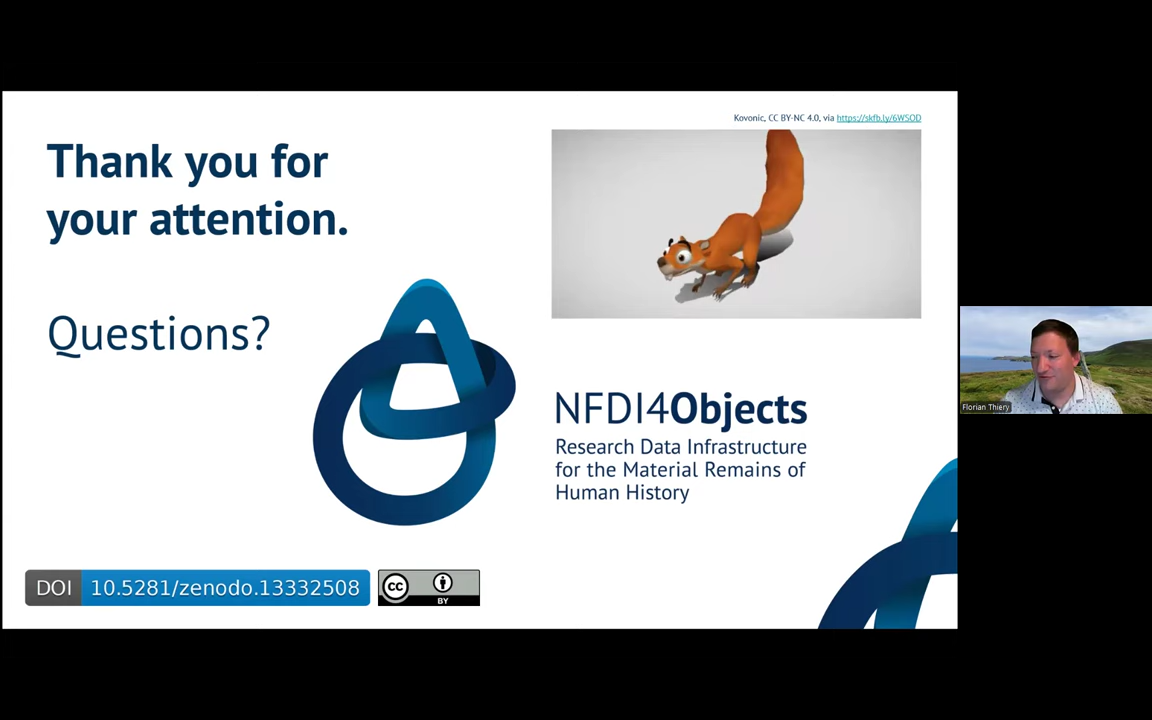 Kovonic, CC BY-NC 4.0, via https://skfb.ly/6WSOD
Thank you for
your attention.
Questions?
NFDI4Objects
Research Data Infrastructure
for the Material Remains of
Human History
Florian Thiery
DOI 10.5281/zenodo.13332508
CC BY